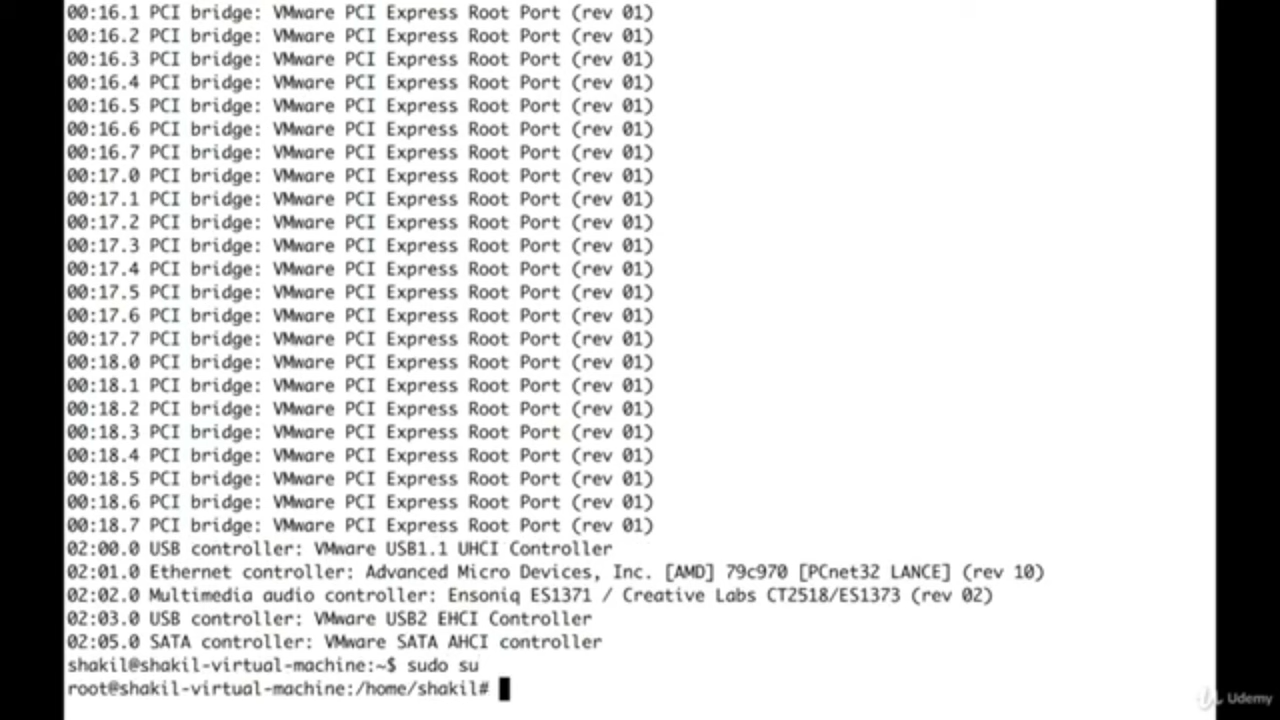 00:16.1 PCI bridge: VMware PCI Express Root Port (rev 01)
00:16.2 PCI bridge: VMware PCI Express Root Port (rev 01)
00:16.3 PCI bridge: VMware PCI Express Root Port (rev 01)
00:16.4 PCI bridge: VMware PCI Express Root Port (rev 01)
00:16.5 PCI bridge: VMware PCI Express Root Port (rev 01)
00:16.6 PCI bridge: VMware PCI Express Root Port (rev 01)
00:16.7 PCI bridge: VMware PCI Express Root Port (rev 01)
00:17.0 PCI bridge: VMware PCI Express Root Port (rev 01)
00:17.1 PCI bridge: VMware PCI Express Root Port (rev 01)
00:17.2 PCI bridge: VMware PCI Express Root Port (rev 01)
00:17.3 PCI bridge: VMware PCI Express Root Port (rev 01)
00:17.4 PCI bridge: VMware PCI Express Root Port (rev 01)
00:17.5 PCI bridge: VMware PCI Express Root Port (rev 01)
00:17.6 PCI bridge: VMware PCI Express Root Port (rev 01)
00:17.7 PCI bridge: VMware PCI Express Root Port (rev 01)
00:18.0 PCI bridge: VMware PCI Express Root Port (rev 01)
00:18.1 PCI bridge: VMware PCI Express Root Port (rev 01)
00:18.2 PCI bridge: VMware PCI Express Root Port (rev 01)
00:18.3 PCI bridge: VMware PCI Express Root Port (rev 01)
00:18.4 PCI bridge: VMware PCI Express Root Port (rev 01)
00:18.5 PCI bridge: VMware PCI Express Root Port (rev 01)
00:18.6 PCI bridge: VMware PCI Express Root Port (rev 01)
00:18.7 PCI bridge: VMware PCI Express Root Port (rev 01)
02:00.0 USB controller: VMware USB1.1 UHCI Controller
02:01.0 Ethernet controller: Advanced Micro Devices, Inc. [AMD] 79c970 [PCnet32 LANCE] (rev 10)
02:02.0 Multimedia audio controller: Ensoniq ES1371 / Creative Labs CT2518/ES1373 (rev 02)
02:03.0 USB controller: VMware USB2 EHCI Controller
02:05.0 SATA controller: VMware SATA AHCI controller
shakil@shakil-virtual-machine:~$ sudo su
root@shakil-virtual-machine:/home/shakil#
Udemy